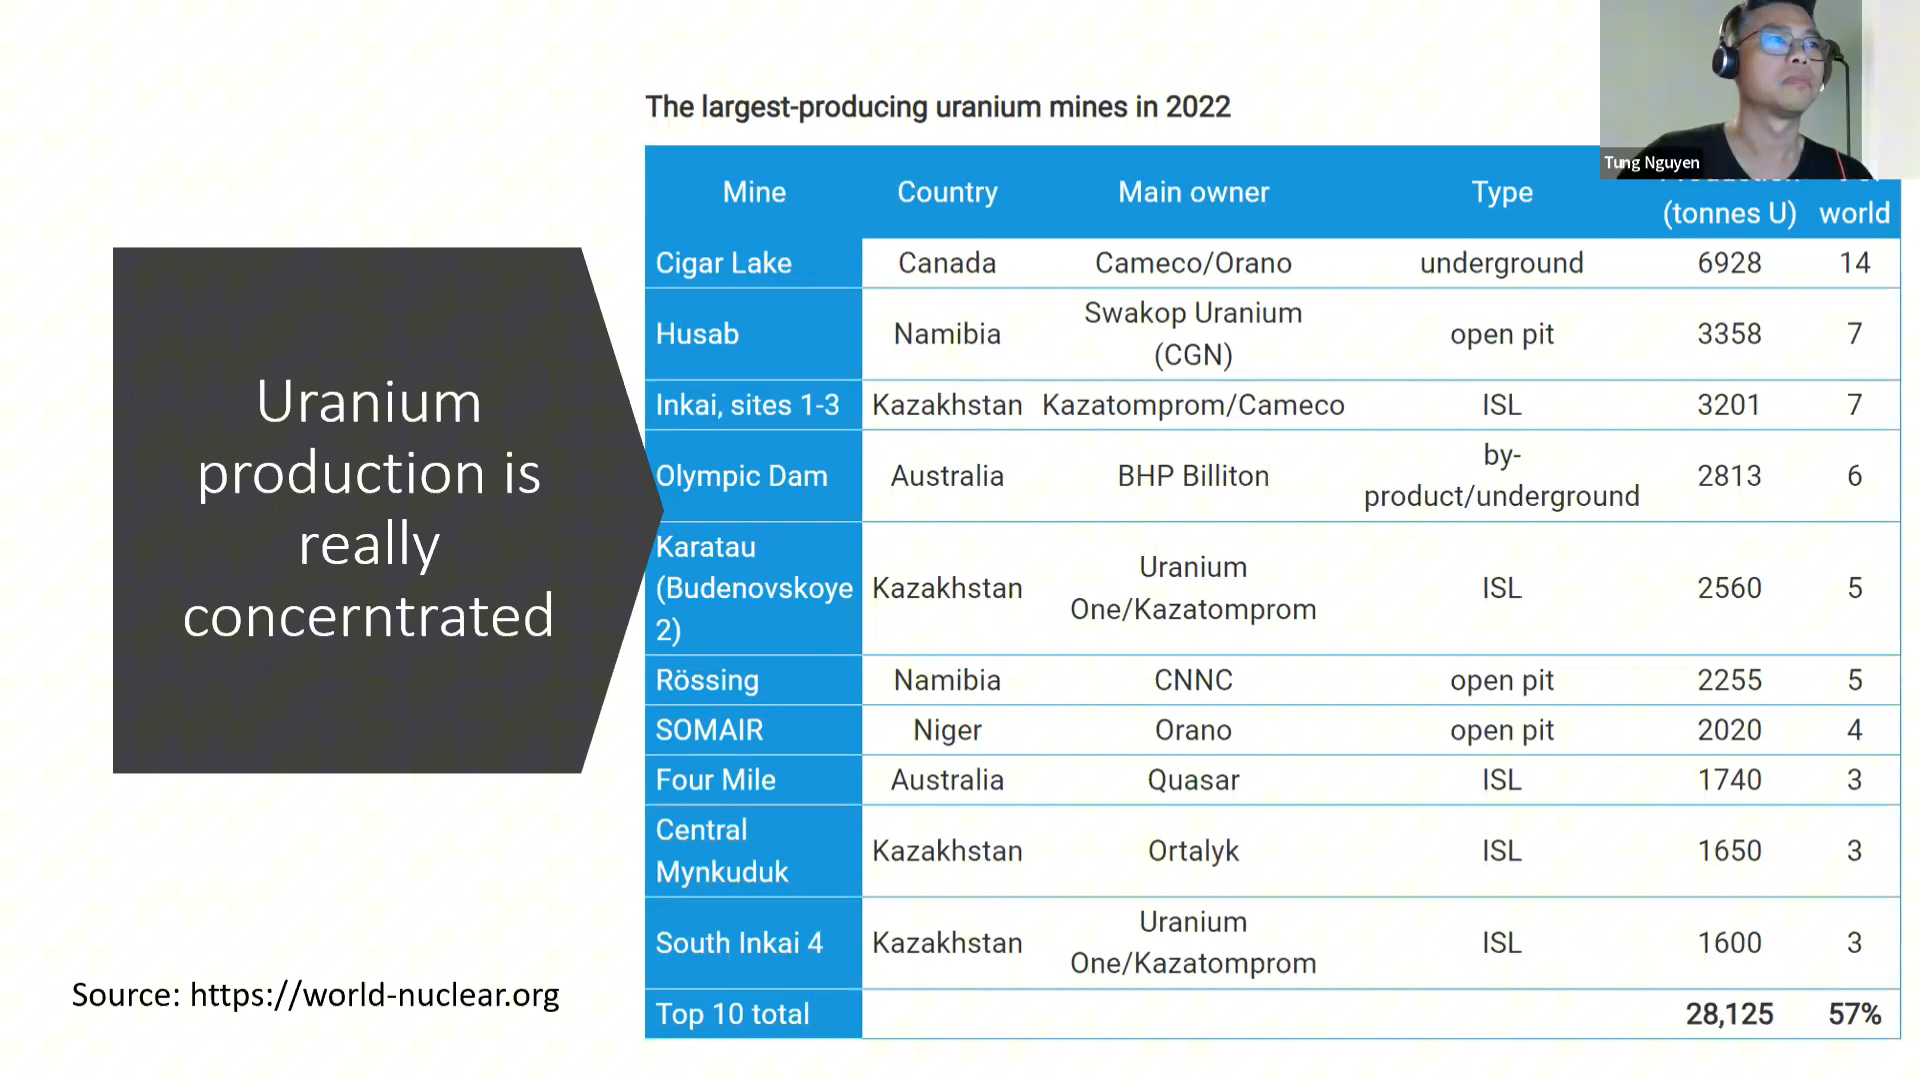 The largest-producing uranium mines in 2022
Tung Nguyen
Mine Country Main owner Type (tonnes U) world
Cigar Lake Canada Cameco/Orano underground 6928 14
Husab Namibia Swakop Uranium (CGN) open pit 3358 7
Inkai, sites 1-3 Kazakhstan Kazatomprom/Cameco ISL 3201 7
Olympic Dam Australia BHP Billiton by-product/underground 2813 6
Karatau (Budenovskoye 2) Kazakhstan Uranium One/Kazatomprom ISL 2560 5
Rössing Namibia CNNC open pit 2255 5
SOMAIR Niger Orano open pit 2020 4
Four Mile Australia Quasar ISL 1740 3
Central Mynkuduk Kazakhstan Ortalyk ISL 1650 3
South Inkai 4 Kazakhstan Uranium One/Kazatomprom ISL 1600 3
Top 10 total 28,125 57%
Uranium
production is
really
concerntrated
Source: https://world-nuclear.org